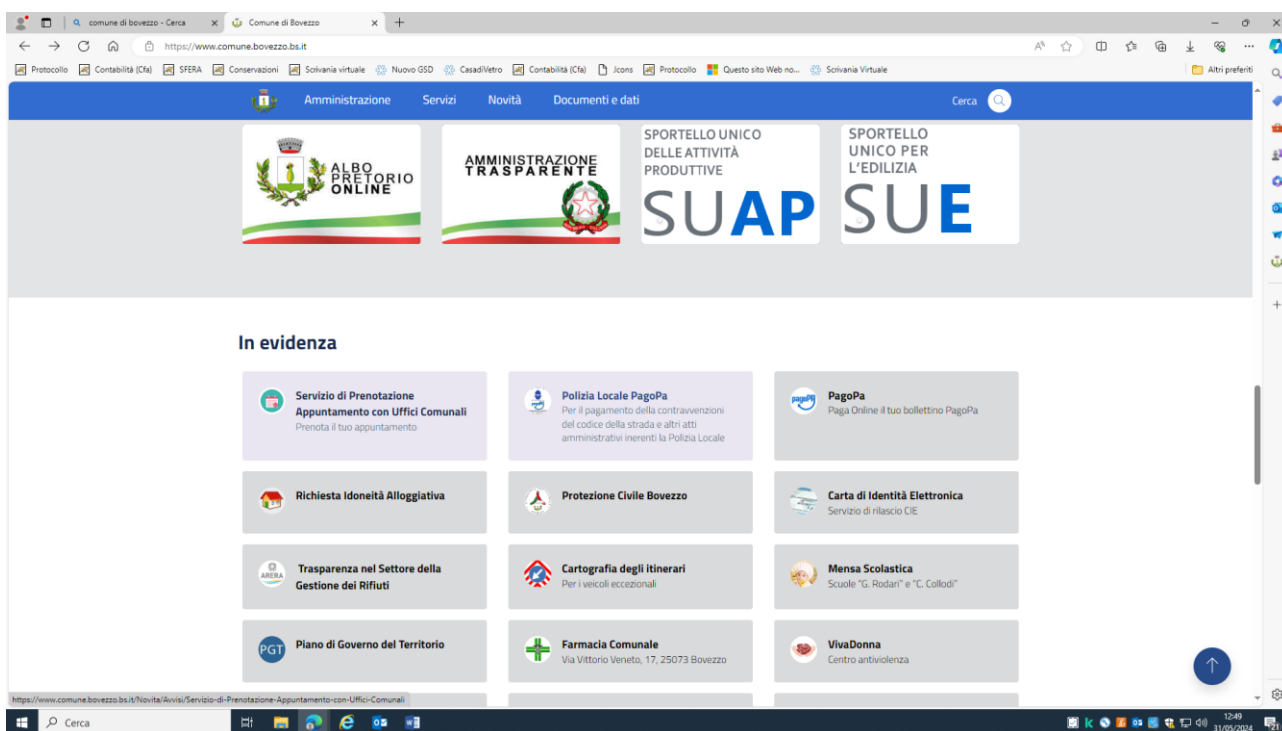 comune di bovezzo - Cerca
Comune di Bovezzo
https://www.comune.bovezzo.bs.it
Protocollo Contabilità (Cfa) SFERA Conservazioni Scrivania virtuale Nuovo GSD CasadiVetro Contabilità (Cfa) Jcons Protocollo Questo sito Web no... Scrivania Virtuale Altri preferiti
Amministrazione Servizi Novità Documenti e dati Cerca
ALBO
PRETORIO
ONLINE
AMMINISTRAZIONE
TRASPARENTE
SPORTELLO UNICO
DELLE ATTIVITÀ
PRODUTTIVE
SUAP
SPORTELLO
UNICO PER
L'EDILIZIA
SUE
In evidenza
Servizio di Prenotazione
Appuntamento con Uffici Comunali
Prenota il tuo appuntamento
Polizia Locale PagoPa
Per il pagamento della contravvenzioni
del codice della strada e altri atti
amministrativi inerenti la Polizia Locale
pagoPA
PagoPa
Paga Online il tuo bollettino PagoPa
Richiesta Idoneità Alloggiativa
Protezione Civile Bovezzo
Carta di Identità Elettronica
Servizio di rilascio CIE
ARERA
Trasparenza nel Settore della
Gestione dei Rifiuti
Cartografia degli itinerari
Per i veicoli eccezionali
Mensa Scolastica
Scuole "G. Rodari" e "C. Collodi"
PGT
Piano di Governo del Territorio
Farmacia Comunale
Via Vittorio Veneto, 17, 25073 Bovezzo
VivaDonna
Centro antiviolenza
https://www.comune.bovezzo.bs.it/Novita/Avvisi/Servizio-di-Prenotazione-Appuntamento-con-Uffici-Comunali
Cerca
12:49
31/05/2024